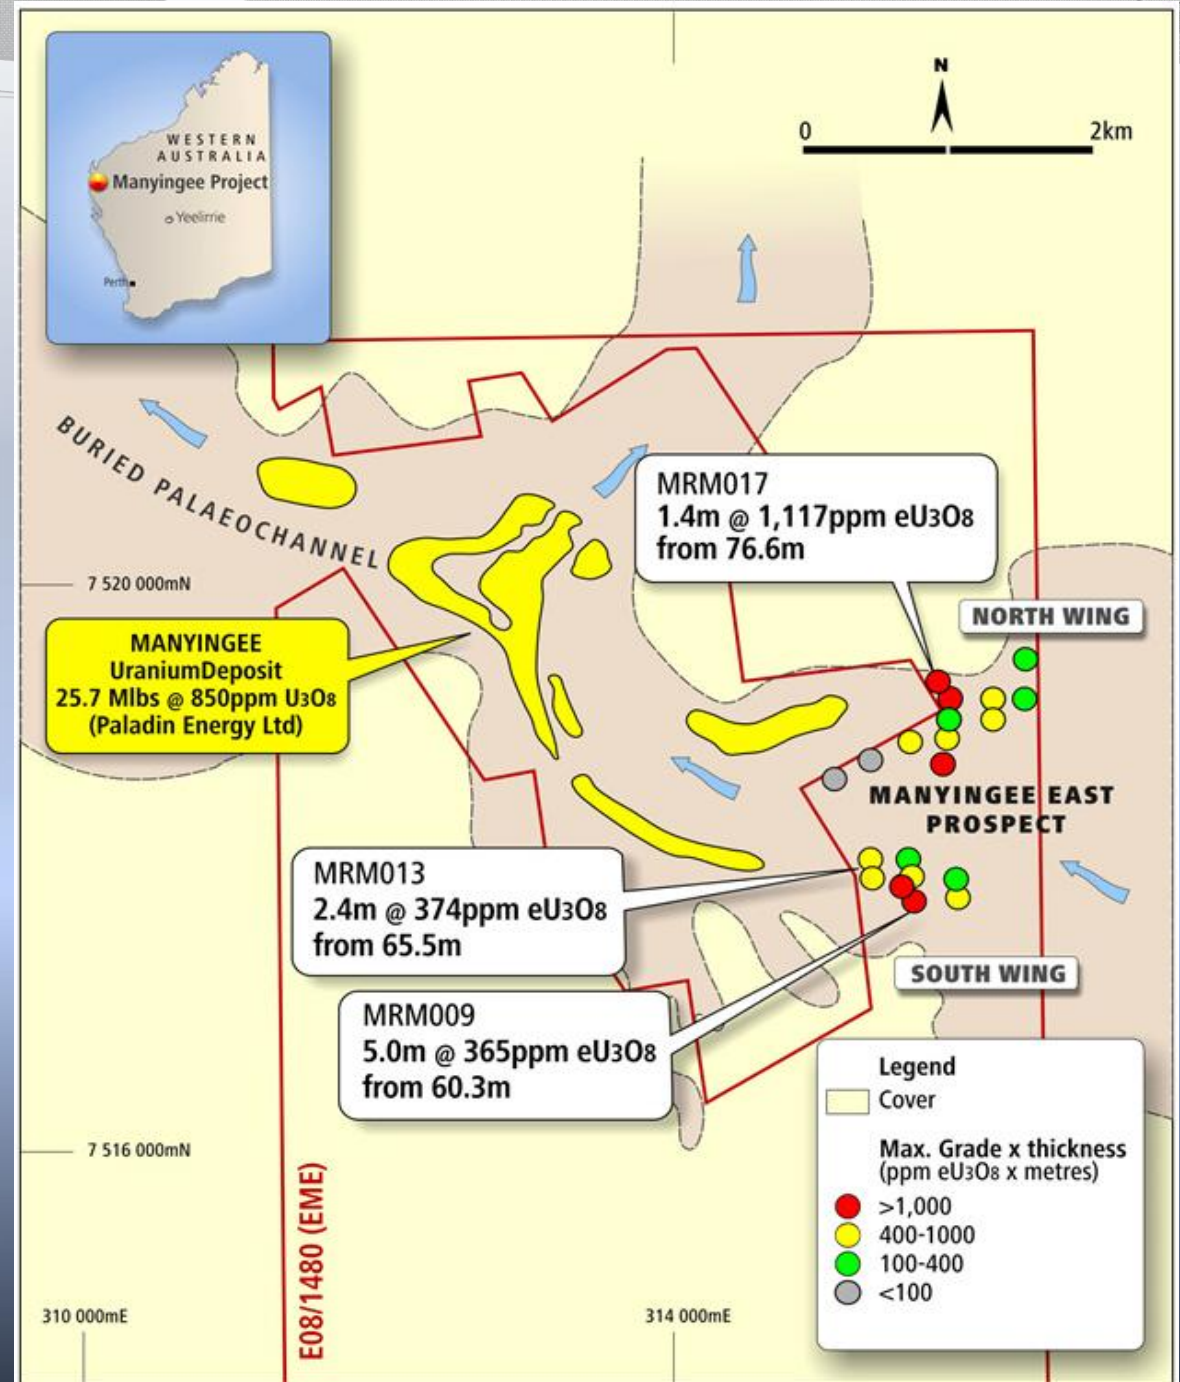 WESTERN
AUSTRALIA
Manyingee Project
Yeelirrie
Perth
N
0 2km
BURIED PALAEOCHANNEL
MRM017
1.4m @ 1,117ppm eU3O8
from 76.6m
7 520 000mN
NORTH WING
MANYINGEE
UraniumDeposit
25.7 Mlbs @ 850ppm U3O8
(Paladin Energy Ltd)
MANYINGEE EAST
PROSPECT
MRM013
2.4m @ 374ppm eU3O8
from 65.5m
SOUTH WING
MRM009
5.0m @ 365ppm eU3O8
from 60.3m
7 516 000mN
E08/1480 (EME)
310 000mE
314 000mE
Legend
Cover
Max. Grade x thickness
(ppm eU3O8 x metres)
>1,000
400-1000
100-400
<100